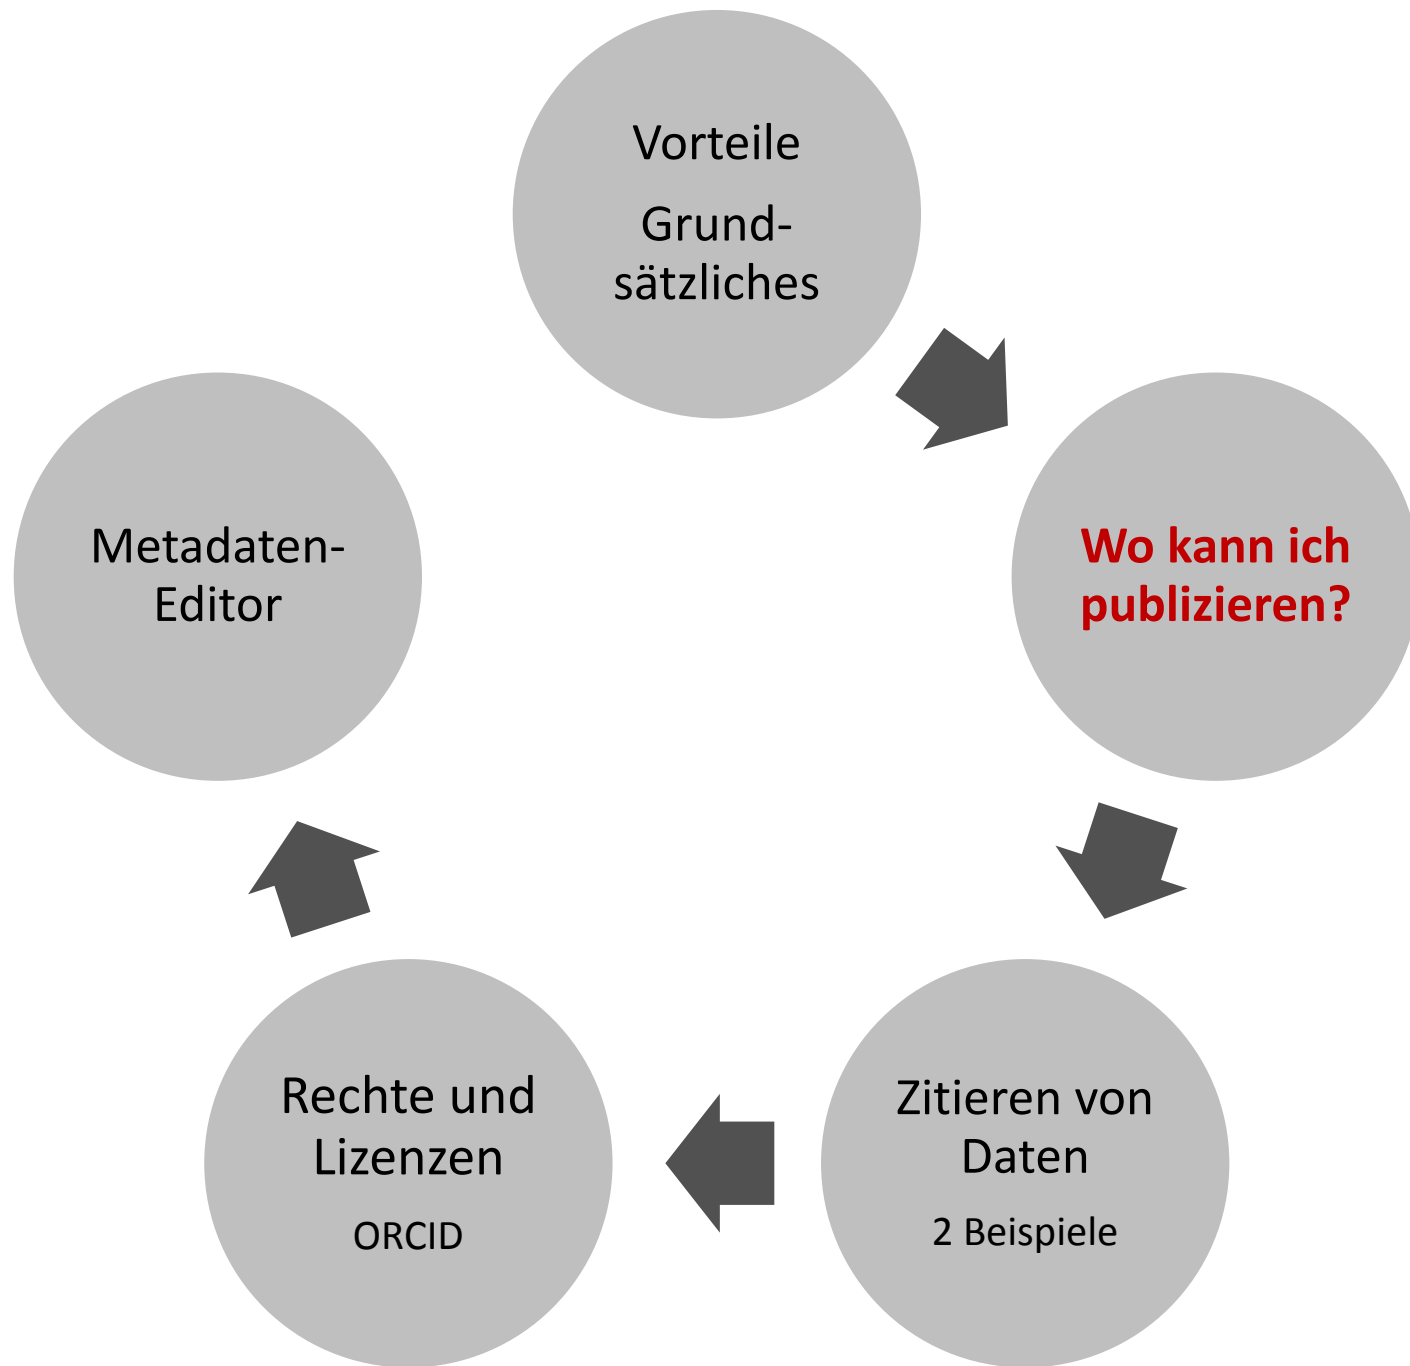 Vorteile
Grund-
sätzliches
Wo kann ich
publizieren?
Zitieren von
Daten
2 Beispiele
Rechte und
Lizenzen
ORCID
Metadaten-
Editor